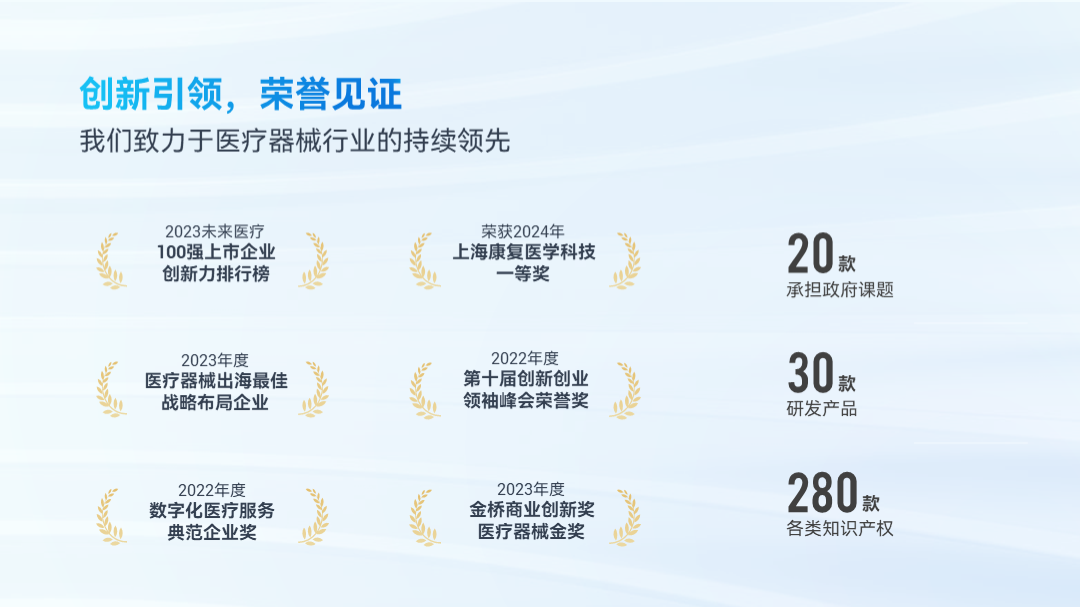 创新引领，荣誉见证
我们致力于医疗器械行业的持续领先
2023未来医疗
100强上市企业
创新力排行榜
荣获2024年
上海康复医学科技
一等奖
20款
承担政府课题
2023年度
医疗器械出海最佳
战略布局企业
2022年度
第十届创新创业
领袖峰会荣誉奖
30款
研发产品
2022年度
数字化医疗服务
典范企业奖
2023年度
金桥商业创新奖
医疗器械金奖
280款
各类知识产权